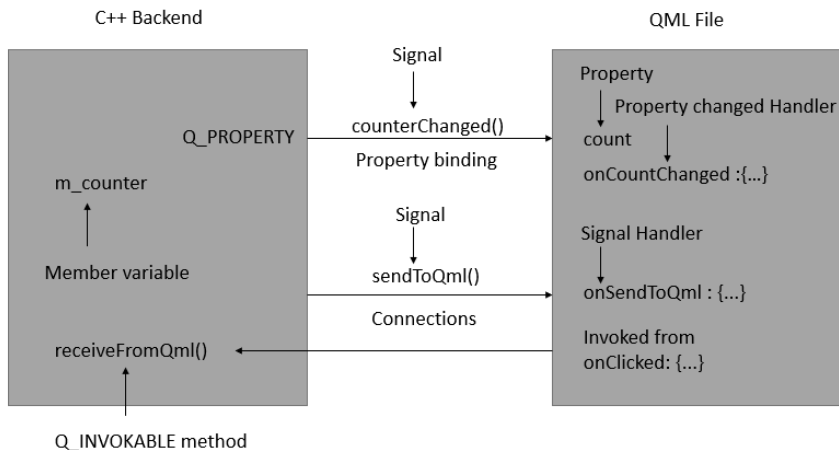 C++ Backend
QML File
Signal
Property
Property changed Handler
Q_PROPERTY
counterChanged()
count
Property binding
onCountChanged :{...}
m_counter
Signal
Signal Handler
Member variable
sendToQml()
onSendToQml : {...}
Connections
Invoked from
onClicked: {...}
receiveFromQml()
Q_INVOKABLE method